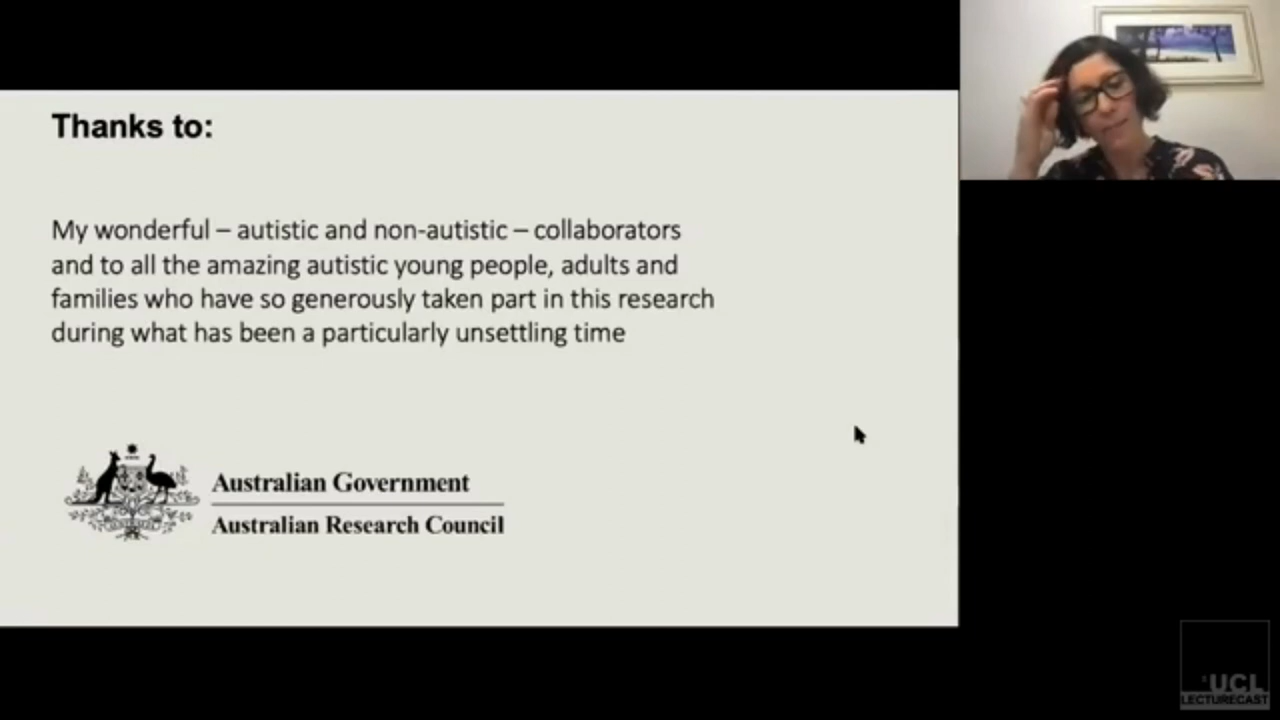 Thanks to:
My wonderful – autistic and non-autistic – collaborators
and to all the amazing autistic young people, adults and
families who have so generously taken part in this research
during what has been a particularly unsettling time
Australian Government
Australian Research Council
UCL
LECTURECAST